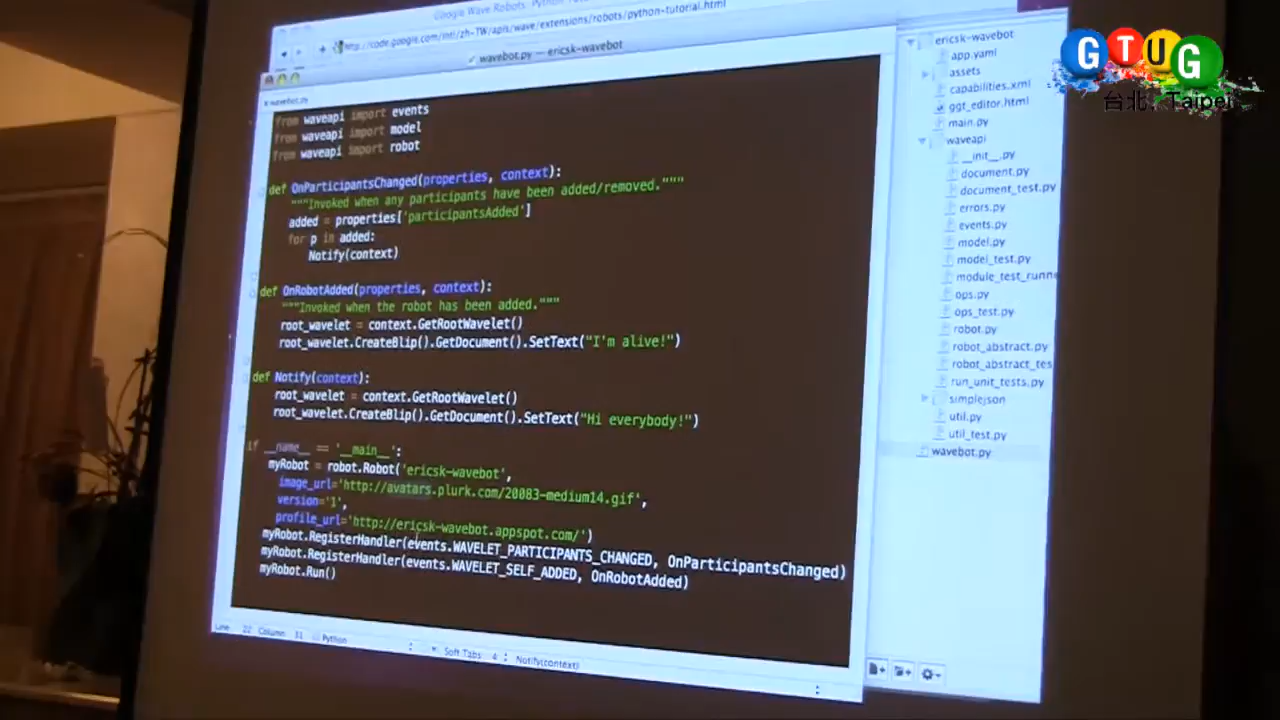 Google Wave Robots: Python Tutorial
http://code.google.com/intl/zh-TW/apis/wave/extensions/robots/python-tutorial.html
wavebot.py — ericsk-wavebot
wavebot.py
from waveapi import events
from waveapi import model
from waveapi import robot
def OnParticipantsChanged(properties, context):
"""Invoked when any participants have been added/removed."""
added = properties['participantsAdded']
for p in added:
Notify(context)
def OnRobotAdded(properties, context):
"""Invoked when the robot has been added."""
root_wavelet = context.GetRootWavelet()
root_wavelet.CreateBlip().GetDocument().SetText("I'm alive!")
def Notify(context):
root_wavelet = context.GetRootWavelet()
root_wavelet.CreateBlip().GetDocument().SetText("Hi everybody!")
if __name__ == '__main__':
myRobot = robot.Robot('ericsk-wavebot',
image_url='http://avatars.plurk.com/20083-medium14.gif',
version='1',
profile_url='http://ericsk-wavebot.appspot.com/')
myRobot.RegisterHandler(events.WAVELET_PARTICIPANTS_CHANGED, OnParticipantsChanged)
myRobot.RegisterHandler(events.WAVELET_SELF_ADDED, OnRobotAdded)
myRobot.Run()
Line: 22 Column: 31 Python
Soft Tabs: 4 Notify(context)
ericsk-wavebot
app.yaml
assets
capabilities.xml
ggt_editor.html
main.py
waveapi
__init__.py
document.py
document_test.py
errors.py
events.py
model.py
model_test.py
module_test_runne
ops.py
ops_test.py
robot.py
robot_abstract.py
robot_abstract_tes
run_unit_tests.py
simplejson
util.py
util_test.py
wavebot.py
GTUG
台北, Taipei